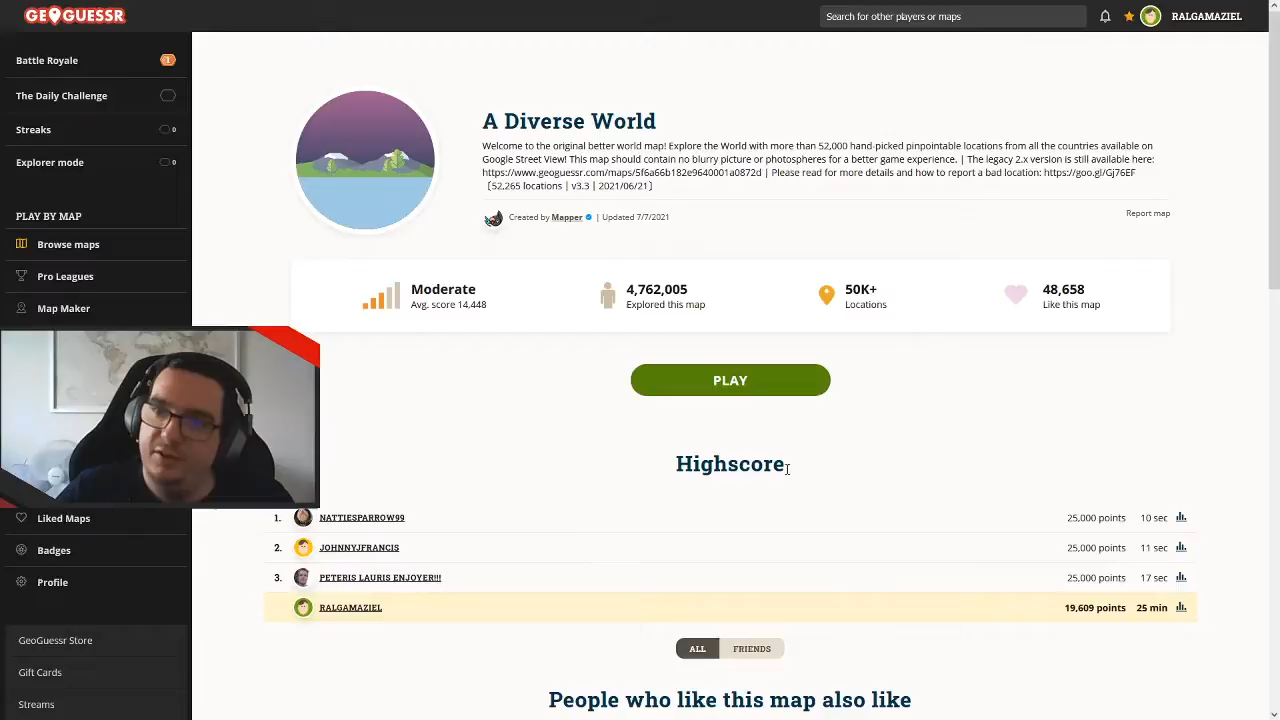 GEOGUESSR
Search for other players or maps
RALGAMAZIEL
Battle Royale
1
The Daily Challenge
Streaks
0
Explorer mode
0
PLAY BY MAP
Browse maps
Pro Leagues
Map Maker
Liked Maps
Badges
Profile
GeoGuessr Store
Gift Cards
Streams
A Diverse World
Welcome to the original better world map! Explore the World with more than 52,000 hand-picked pinpointable locations from all the countries available on
Google Street View! This map should contain no blurry picture or photospheres for a better game experience. | The legacy 2.x version is still available here:
https://www.geoguessr.com/maps/5f6a66b182e9640001a0872d | Please read for more details and how to report a bad location: https://goo.gl/Gj76EF
〔52,265 locations | v3.3 | 2021/06/21〕
Created by Mapper | Updated 7/7/2021
Report map
Moderate
Avg. score 14,448
4,762,005
Explored this map
50K+
Locations
48,658
Like this map
PLAY
Highscore
1. NATTIESPARROW99 25,000 points 10 sec
2. JOHNNYJFRANCIS 25,000 points 11 sec
3. PETERIS LAURIS ENJOYER!!! 25,000 points 17 sec
RALGAMAZIEL 19,609 points 25 min
ALL FRIENDS
People who like this map also like